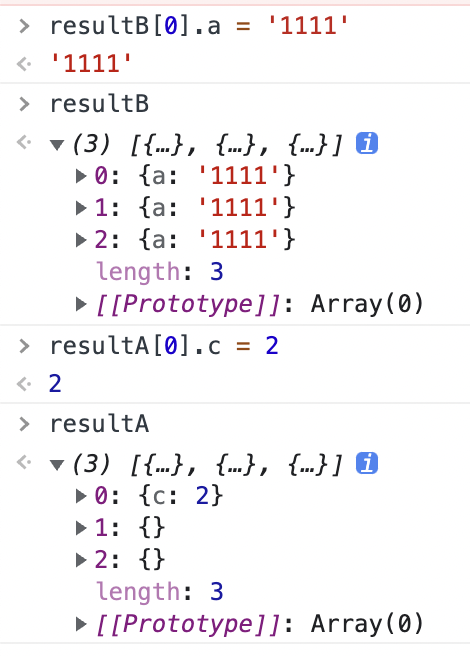 > resultB[0].a = '1111'
<· '1111'
> resultB
<· ▼(3) [{…}, {…}, {…}] i
▶0: {a: '1111'}
▶1: {a: '1111'}
▶2: {a: '1111'}
length: 3
▶[[Prototype]]: Array(0)
> resultA[0].c = 2
<· 2
> resultA
<· ▼(3) [{…}, {…}, {…}] i
▶0: {c: 2}
▶1: {}
▶2: {}
length: 3
▶[[Prototype]]: Array(0)